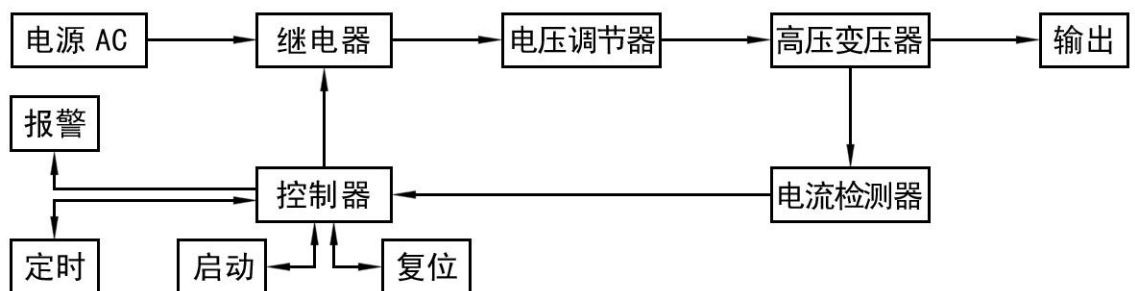 电源 AC
继电器
电压调节器
高压变压器
输出
报警
控制器
电流检测器
定时
启动
复位